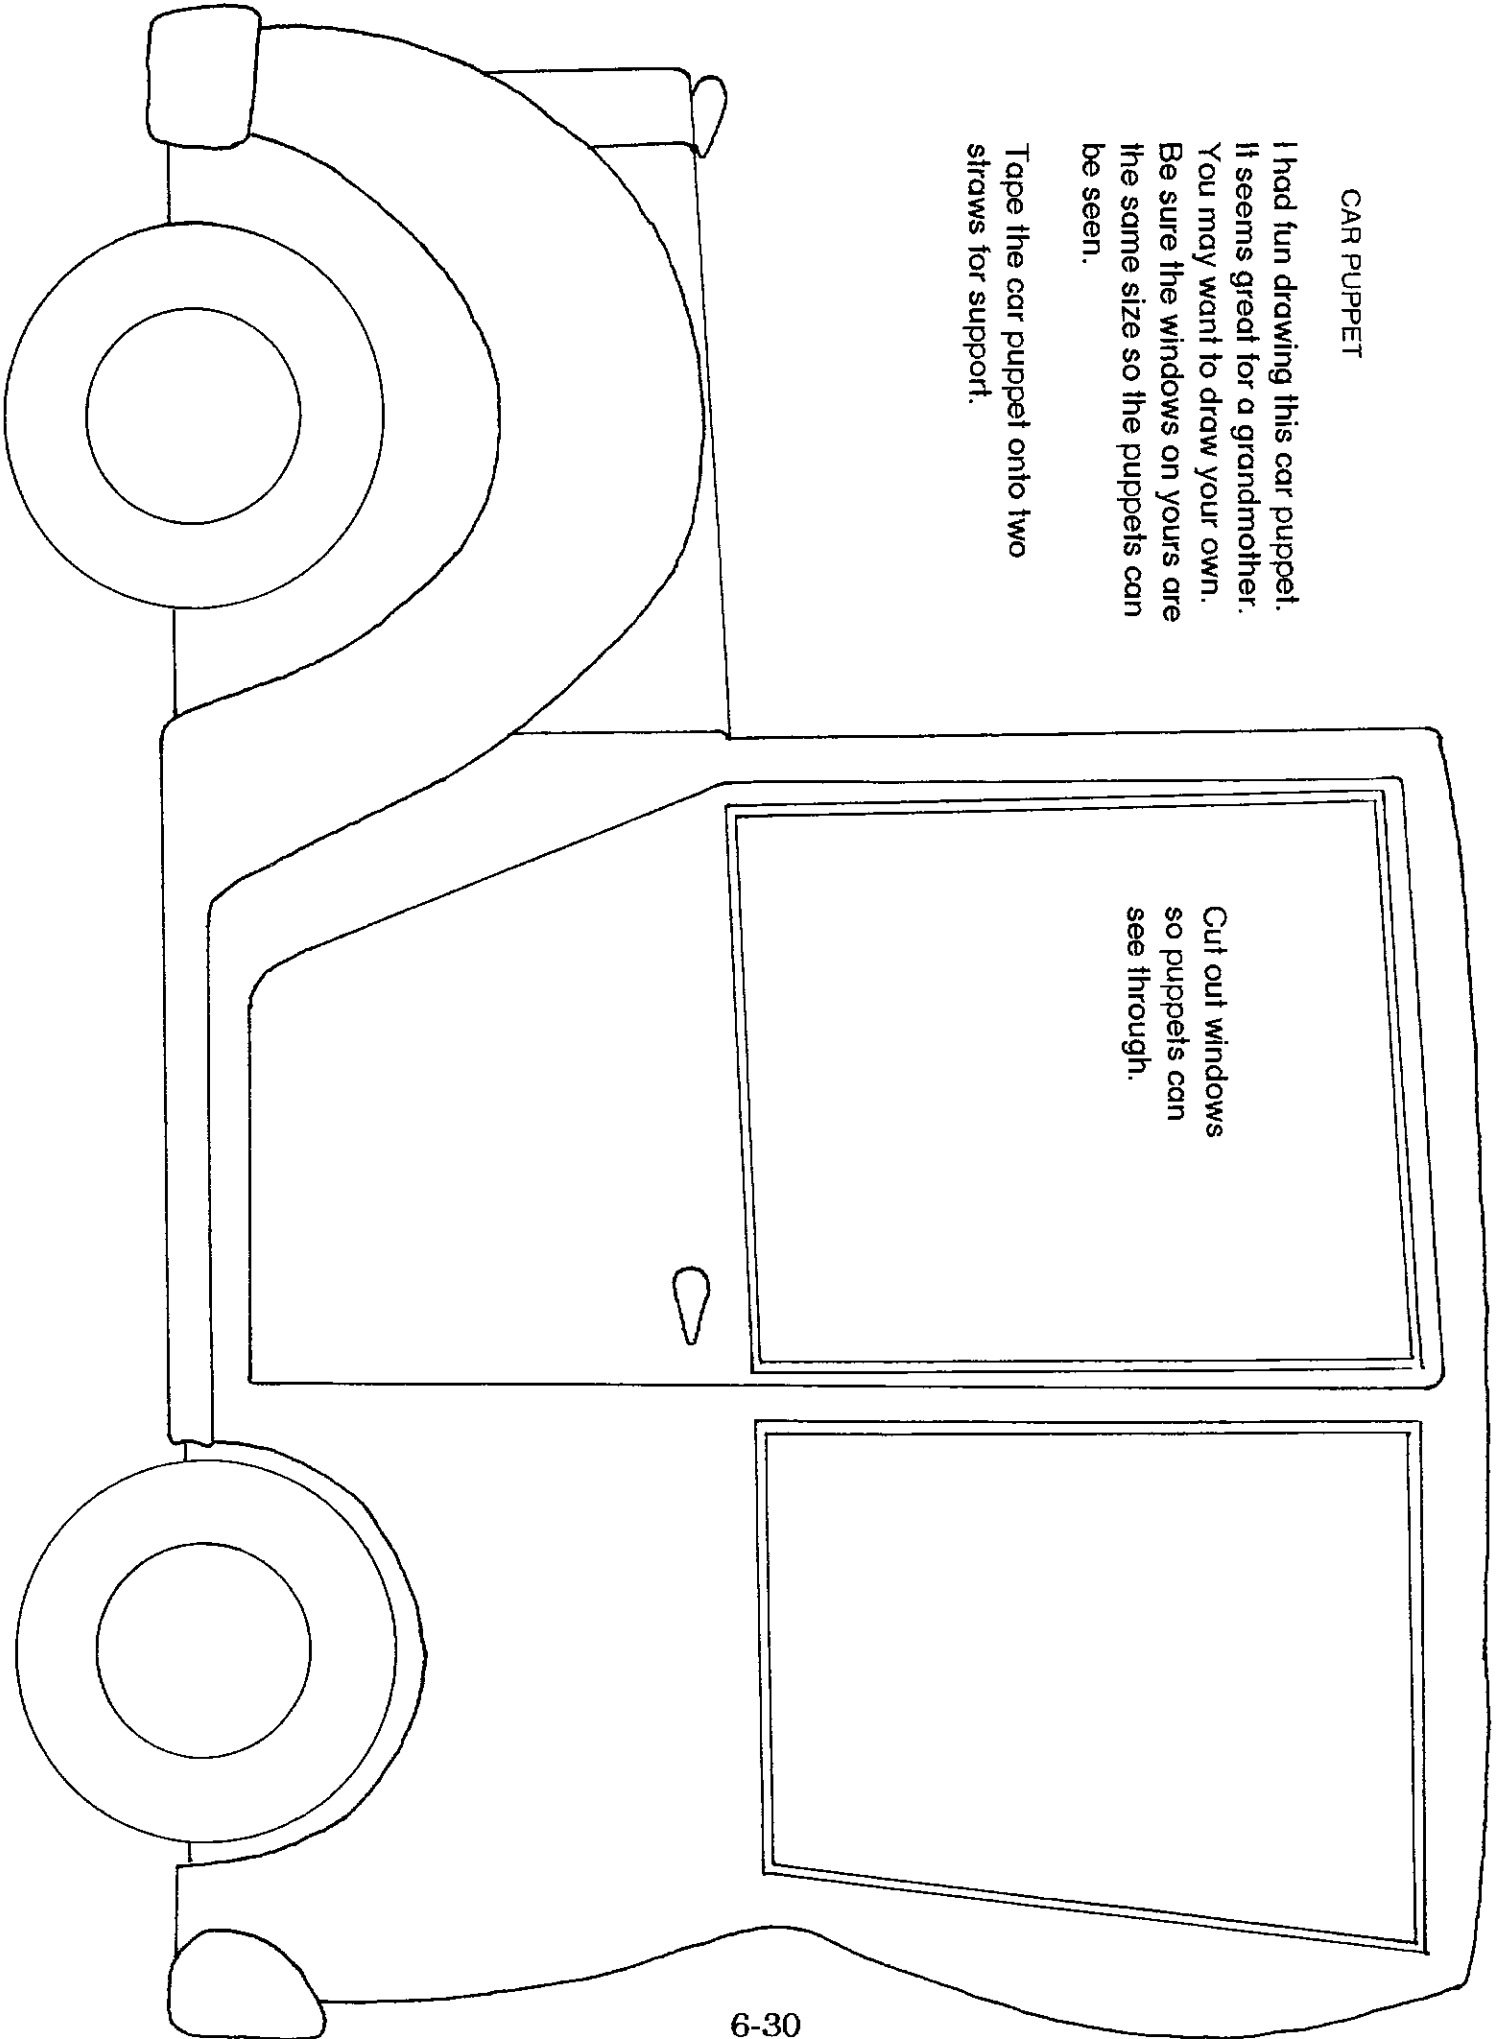 CAR PUPPET
I had fun drawing this car puppet.
It seems great for a grandmother.
You may want to draw your own.
Be sure the windows on yours are
the same size so the puppets can
be seen.
Tape the car puppet onto two
straws for support.
Cut out windows
so puppets can
see through.
6-30